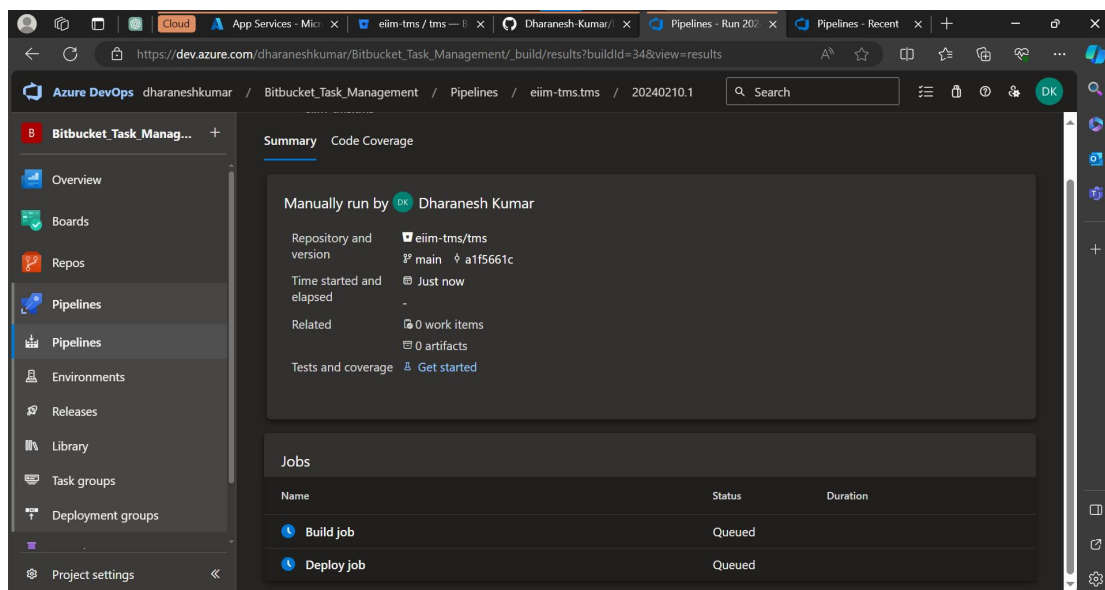 Cloud
App Services - Micr
eiim-tms / tms — B
Dharanesh-Kumar/
Pipelines - Run 202
Pipelines - Recent
https://dev.azure.com/dharaneshkumar/Bitbucket_Task_Management/_build/results?buildId=34&view=results
Azure DevOps dharaneshkumar / Bitbucket_Task_Management / Pipelines / eiim-tms.tms / 20240210.1
Search
DK
B Bitbucket_Task_Manag...
Overview
Boards
Repos
Pipelines
Pipelines
Environments
Releases
Library
Task groups
Deployment groups
Project settings
Summary Code Coverage
Manually run by DK Dharanesh Kumar
Repository and version
eiim-tms/tms
main a1f5661c
Time started and elapsed
Just now
-
Related
0 work items
0 artifacts
Tests and coverage Get started
Jobs
Name Status Duration
Build job Queued
Deploy job Queued